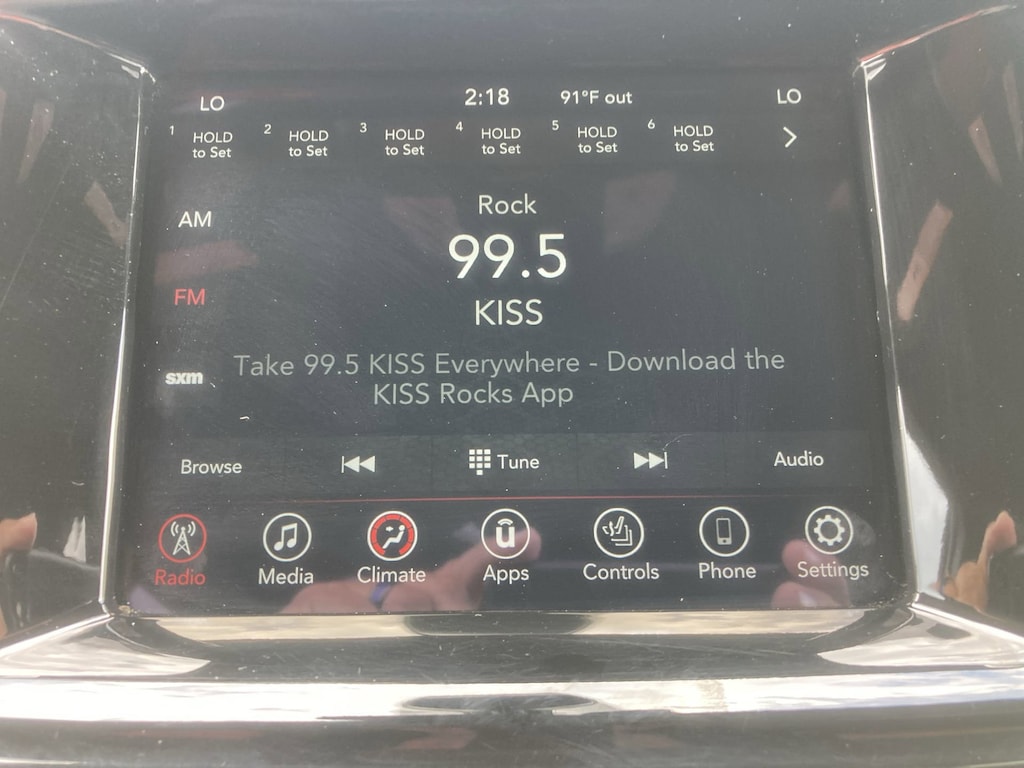 LO 2:18 91°F out LO
1 HOLD to Set 2 HOLD to Set 3 HOLD to Set 4 HOLD to Set 5 HOLD to Set 6 HOLD to Set
Rock
AM
99.5
FM
KISS
sxm
Take 99.5 KISS Everywhere - Download the
KISS Rocks App
Browse Tune Audio
Radio Media Climate Apps Controls Phone Settings